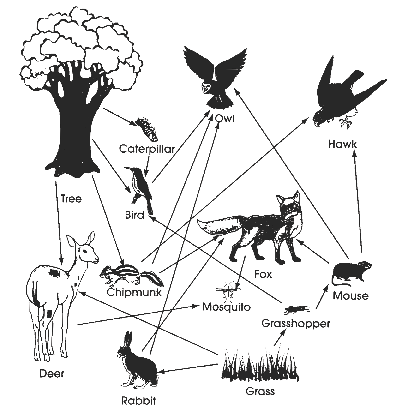 Owl
Caterpillar
Hawk
Tree
Bird
Fox
Chipmunk
Mouse
Mosquito
Grasshopper
Deer
Rabbit
Grass